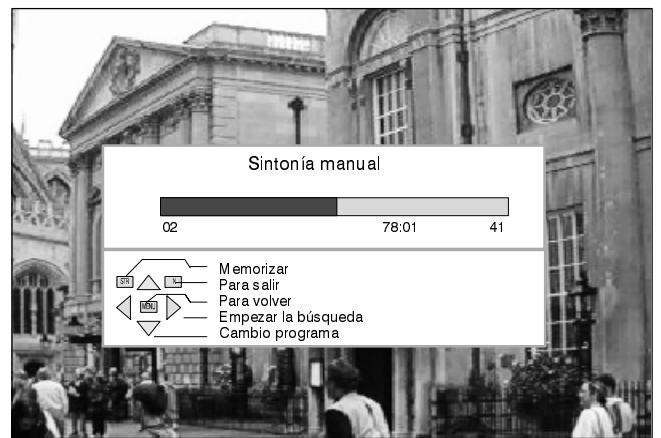 Sintonía manual
02 78:01 41
STR N
MENU
Memorizar
Para salir
Para volver
Empezar la búsqueda
Cambio programa